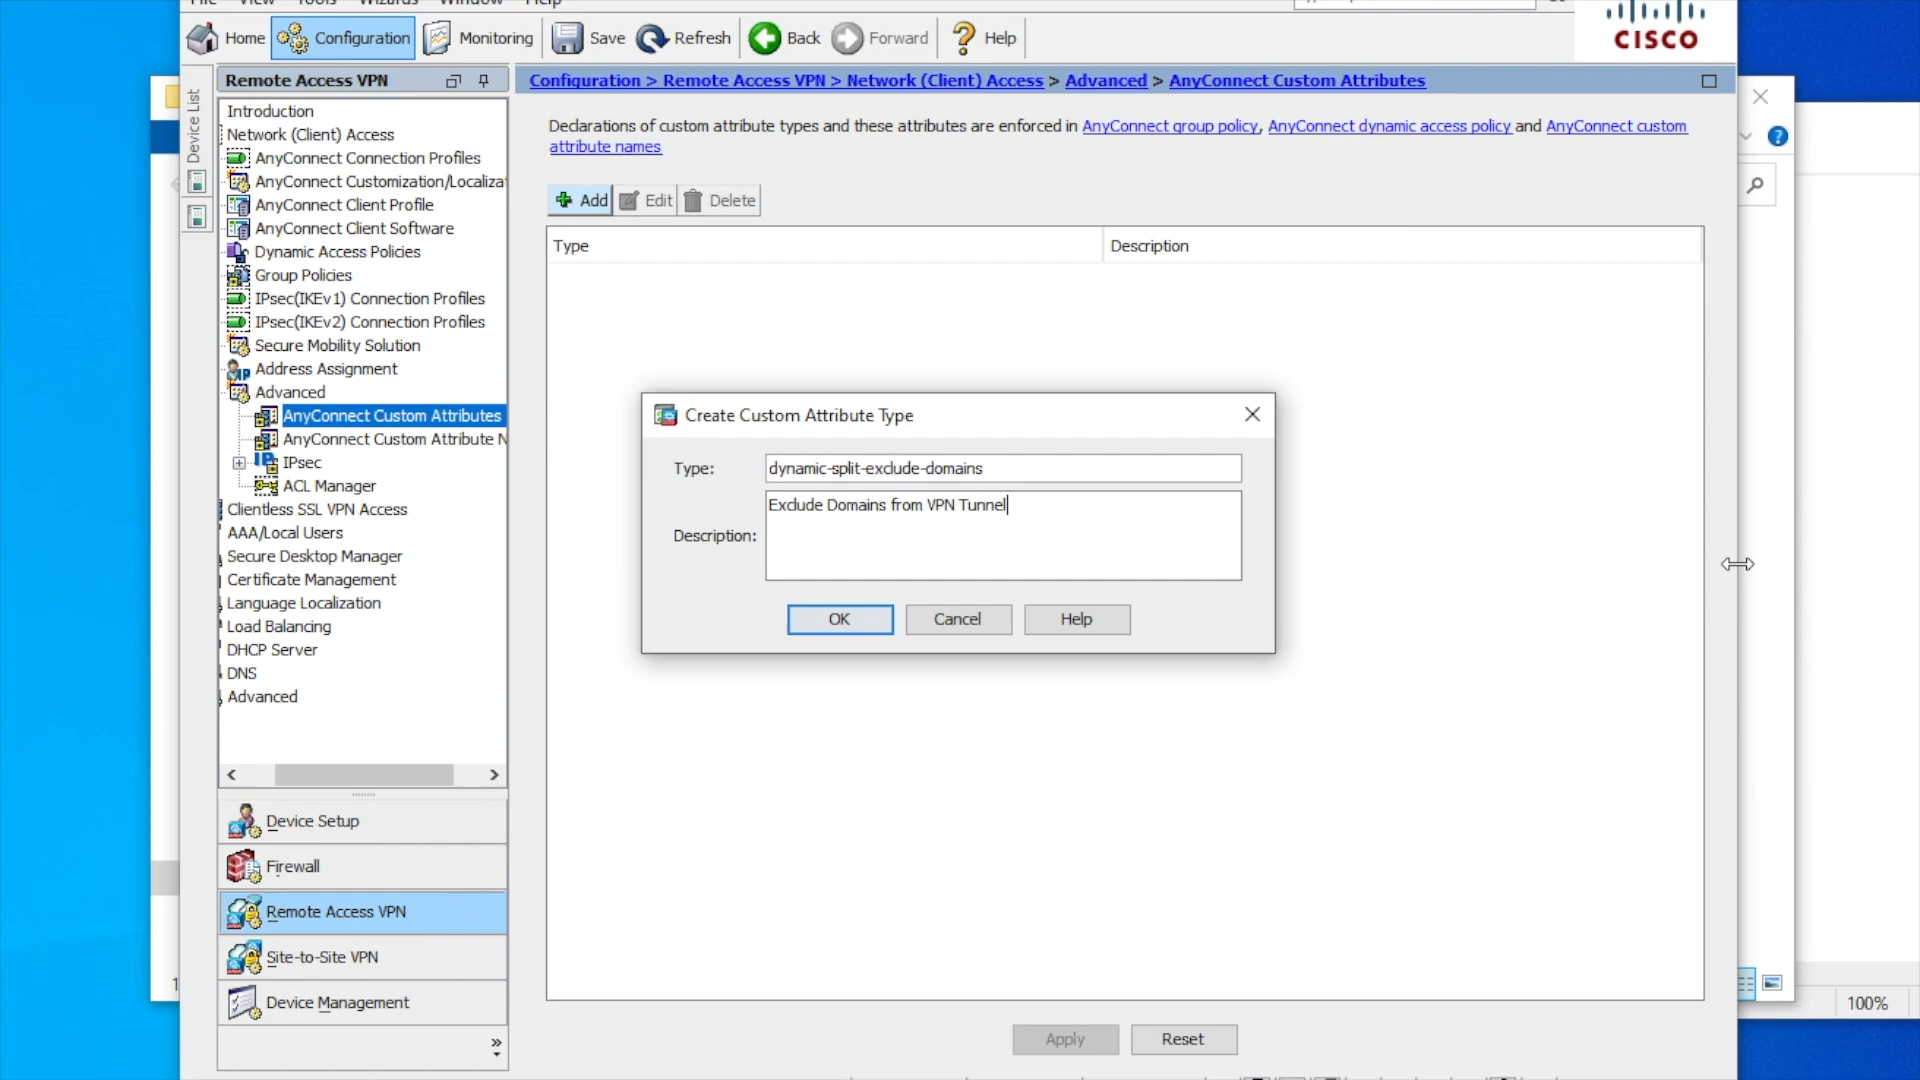 File View Tools Wizards Window Help
Home Configuration Monitoring Save Refresh Back Forward Help
CISCO
Device List
Remote Access VPN
Introduction
Network (Client) Access
AnyConnect Connection Profiles
AnyConnect Customization/Localiza
AnyConnect Client Profile
AnyConnect Client Software
Dynamic Access Policies
Group Policies
IPsec(IKEv1) Connection Profiles
IPsec(IKEv2) Connection Profiles
Secure Mobility Solution
Address Assignment
Advanced
AnyConnect Custom Attributes
AnyConnect Custom Attribute N
IPsec
ACL Manager
Clientless SSL VPN Access
AAA/Local Users
Secure Desktop Manager
Certificate Management
Language Localization
Load Balancing
DHCP Server
DNS
Advanced
Device Setup
Firewall
Remote Access VPN
Site-to-Site VPN
Device Management
Configuration > Remote Access VPN > Network (Client) Access > Advanced > AnyConnect Custom Attributes
Declarations of custom attribute types and these attributes are enforced in AnyConnect group policy, AnyConnect dynamic access policy and AnyConnect custom
attribute names
Add Edit Delete
Type Description
Create Custom Attribute Type
Type: dynamic-split-exclude-domains
Description: Exclude Domains from VPN Tunnel
OK Cancel Help
Apply Reset
100%